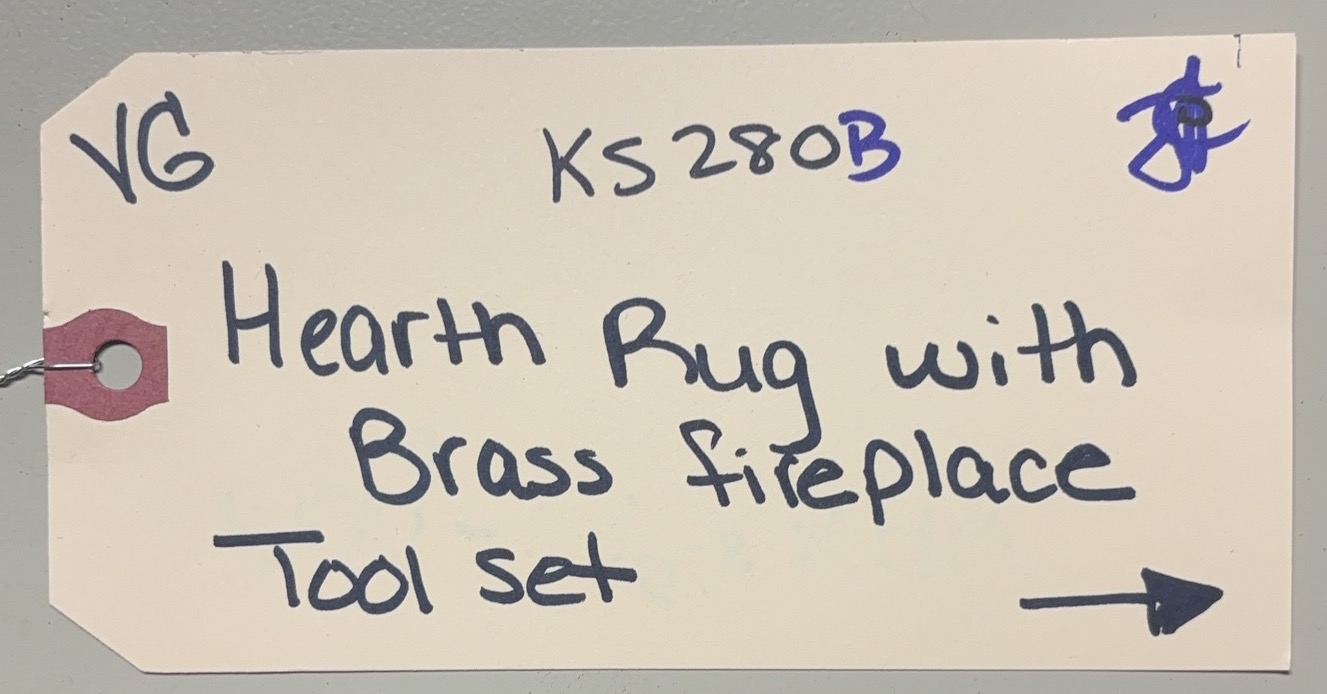 VG KS280B
Hearth Rug with
Brass fireplace
Tool set